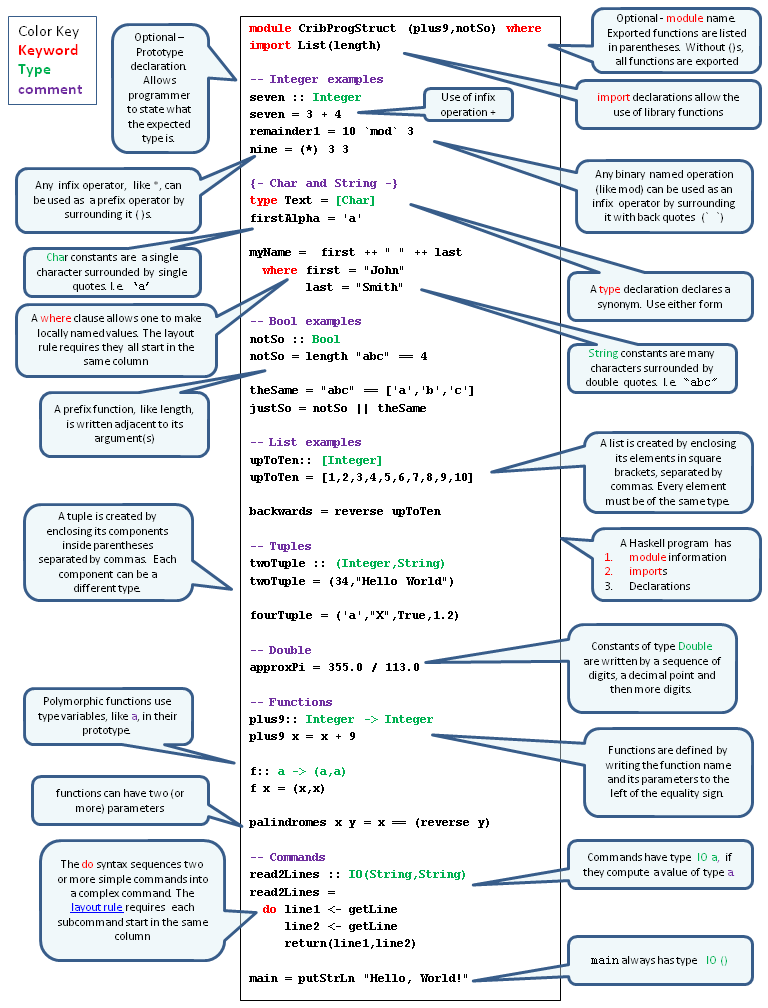 Color Key
Keyword
Type
comment
Optional –
Prototype
declaration.
Allows
programmer
to state what
the expected
type is.
module CribProgStruct (plus9,notSo) where
import List(length)
Optional - module name.
Exported functions are listed
in parentheses. Without ()s,
all functions are exported
import declarations allow the
use of library functions
-- Integer examples
seven :: Integer
seven = 3 + 4
remainder1 = 10 `mod` 3
nine = (*) 3 3
Use of infix
operation +
Any infix operator, like *, can
be used as a prefix operator by
surrounding it ()s.
Any binary named operation
(like mod) can be used as an
infix operator by surrounding
it with back quotes (` `)
{- Char and String -}
type Text = [Char]
firstAlpha = 'a'
Char constants are a single
character surrounded by single
quotes. I.e. ‘a’
A type declaration declares a
synonym. Use either form
myName = first ++ " " ++ last
where first = "John"
last = "Smith"
A where clause allows one to make
locally named values. The layout
rule requires they all start in the
same column
-- Bool examples
notSo :: Bool
notSo = length "abc" == 4
String constants are many
characters surrounded by
double quotes. I.e. “abc”
theSame = "abc" == ['a','b','c']
justSo = notSo || theSame
A prefix function, like length,
is written adjacent to its
argument(s)
-- List examples
upToTen:: [Integer]
upToTen = [1,2,3,4,5,6,7,8,9,10]
A list is created by enclosing
its elements in square
brackets, separated by
commas. Every element
must be of the same type.
backwards = reverse upToTen
A tuple is created by
enclosing its components
inside parentheses
separated by commas. Each
component can be a
different type.
-- Tuples
twoTuple :: (Integer,String)
twoTuple = (34,"Hello World")
A Haskell program has
1. module information
2. imports
3. Declarations
fourTuple = ('a',"X",True,1.2)
-- Double
approxPi = 355.0 / 113.0
Constants of type Double
are written by a sequence of
digits, a decimal point and
then more digits.
-- Functions
plus9:: Integer -> Integer
plus9 x = x + 9
Polymorphic functions use
type variables, like a, in their
prototype.
Functions are defined by
writing the function name
and its parameters to the
left of the equality sign.
f:: a -> (a,a)
f x = (x,x)
functions can have two (or
more) parameters
palindromes x y = x == (reverse y)
-- Commands
read2Lines :: IO(String,String)
read2Lines =
do line1 <- getLine
line2 <- getLine
return(line1,line2)
The do syntax sequences two
or more simple commands into
a complex command. The
layout rule requires each
subcommand start in the same
column
Commands have type IO a, if
they compute a value of type a.
main = putStrLn "Hello, World!"
main always has type IO ()